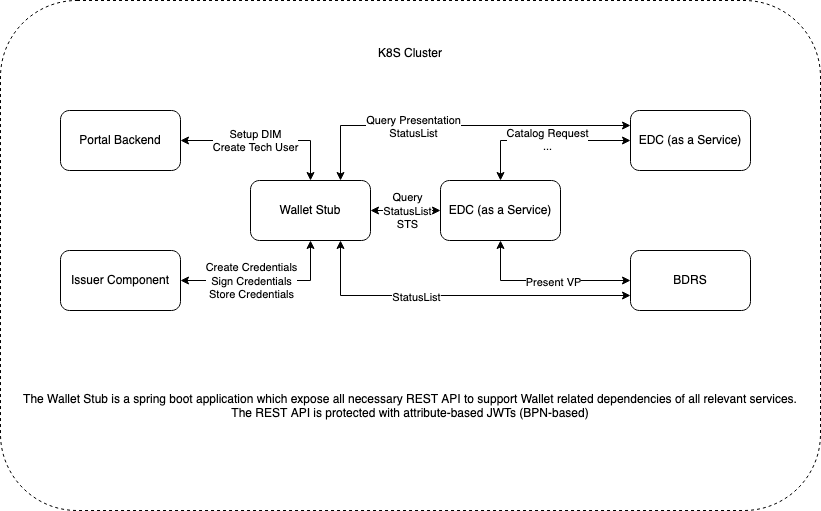 K8S Cluster
Portal Backend
Setup DIM
Create Tech User
Query Presentation
StatusList
Catalog Request
...
EDC (as a Service)
Wallet Stub
Query
StatusList
STS
EDC (as a Service)
Issuer Component
Create Credentials
Sign Credentials
Store Credentials
StatusList
Present VP
BDRS
The Wallet Stub is a spring boot application which expose all necessary REST API to support Wallet related dependencies of all relevant services.
The REST API is protected with attribute-based JWTs (BPN-based)